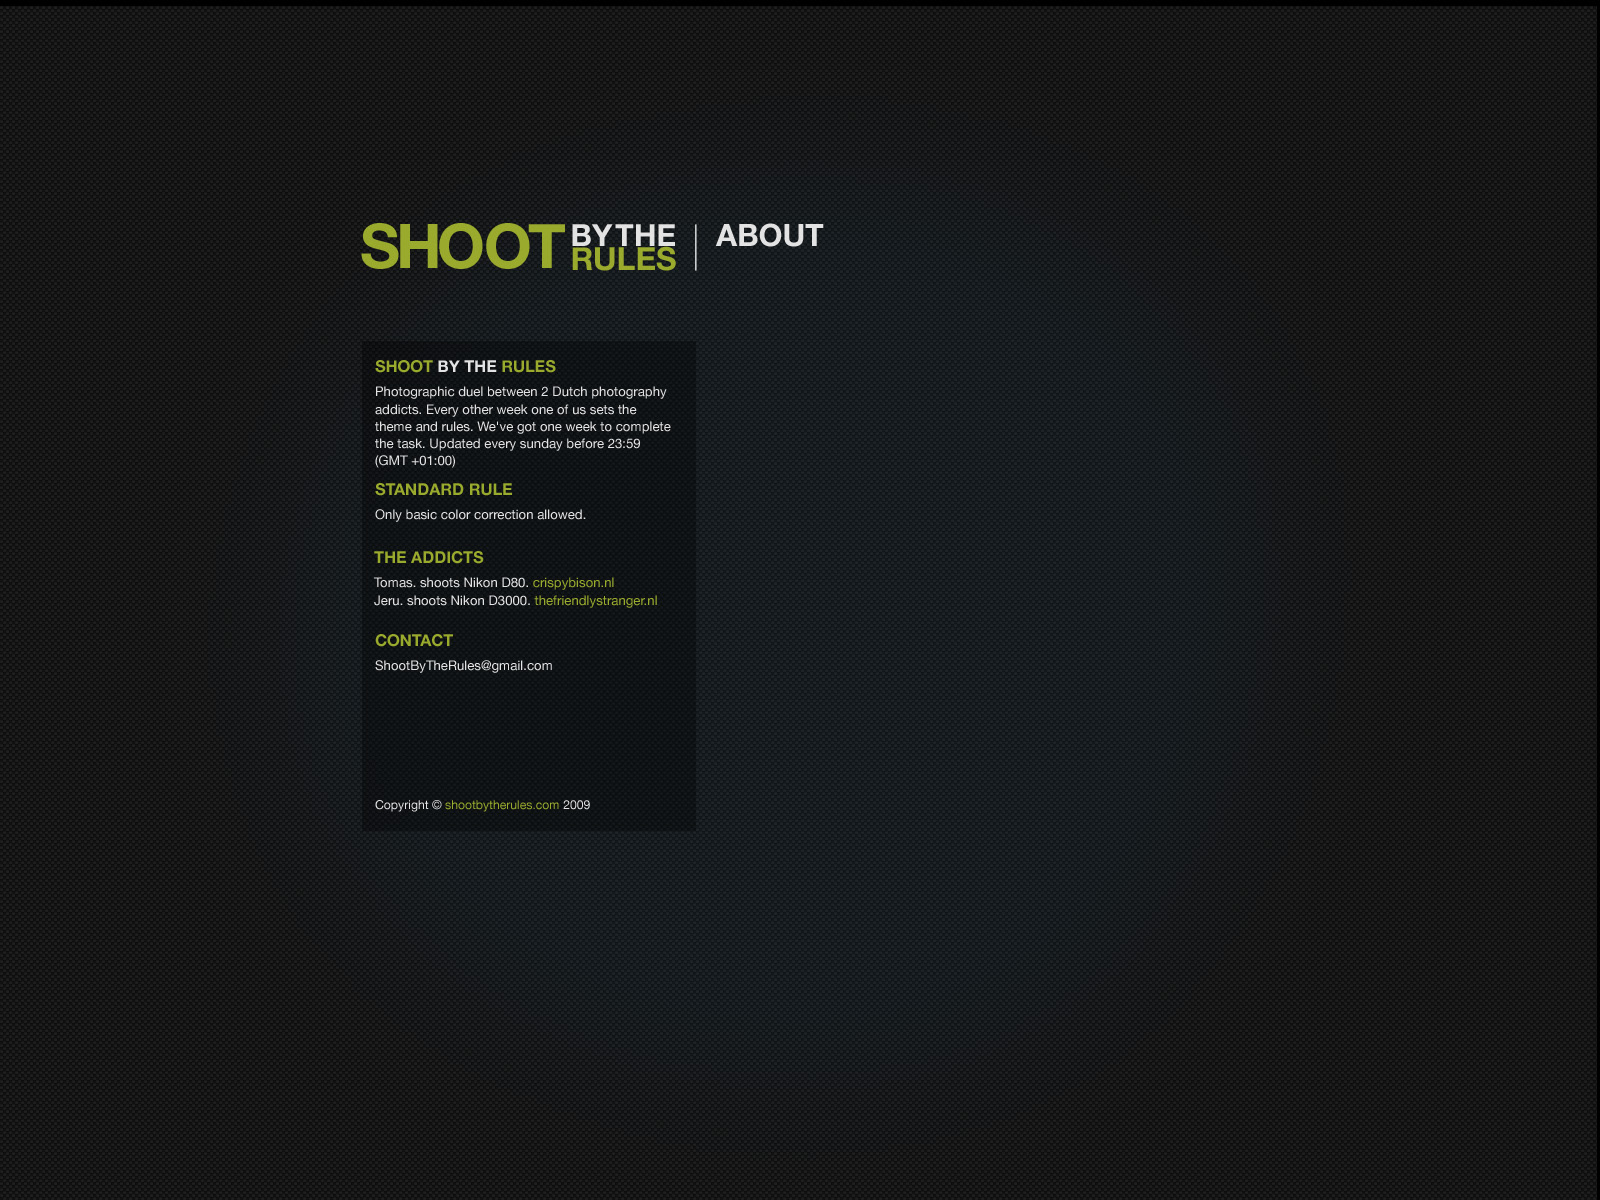 SHOOT BY THE RULES | ABOUT
SHOOT BY THE RULES
Photographic duel between 2 Dutch photography
addicts. Every other week one of us sets the
theme and rules. We've got one week to complete
the task. Updated every sunday before 23:59
(GMT +01:00)
STANDARD RULE
Only basic color correction allowed.
THE ADDICTS
Tomas. shoots Nikon D80. crispybison.nl
Jeru. shoots Nikon D3000. thefriendlystranger.nl
CONTACT
ShootByTheRules@gmail.com
Copyright © shootbytherules.com 2009